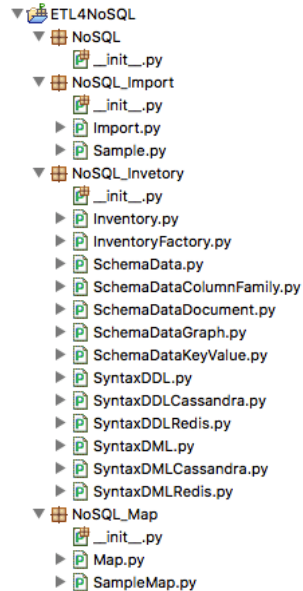 ETL4NoSQL
NoSQL
__init__.py
NoSQL_Import
__init__.py
Import.py
Sample.py
NoSQL_Invetory
__init__.py
Inventory.py
InventoryFactory.py
SchemaData.py
SchemaDataColumnFamily.py
SchemaDataDocument.py
SchemaDataGraph.py
SchemaDataKeyValue.py
SyntaxDDL.py
SyntaxDDLCassandra.py
SyntaxDDLRedis.py
SyntaxDML.py
SyntaxDMLCassandra.py
SyntaxDMLRedis.py
NoSQL_Map
__init__.py
Map.py
SampleMap.py